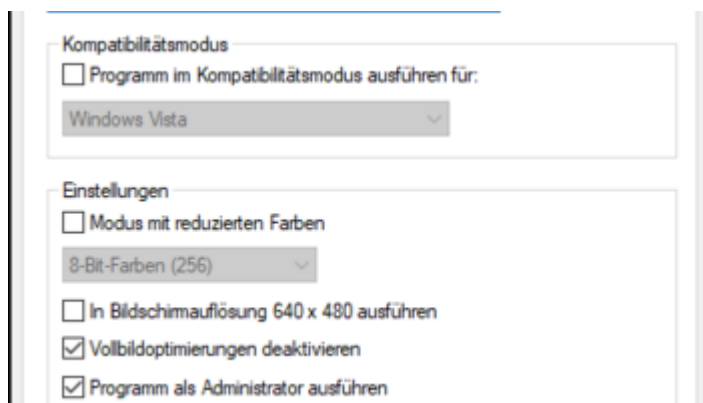 Kompatibilitätsmodus
Programm im Kompatibilitätsmodus ausführen für:
Windows Vista
Einstellungen
Modus mit reduzierten Farben
8-Bit-Farben (256)
In Bildschirmauflösung 640 x 480 ausführen
Vollbildoptimierungen deaktivieren
Programm als Administrator ausführen